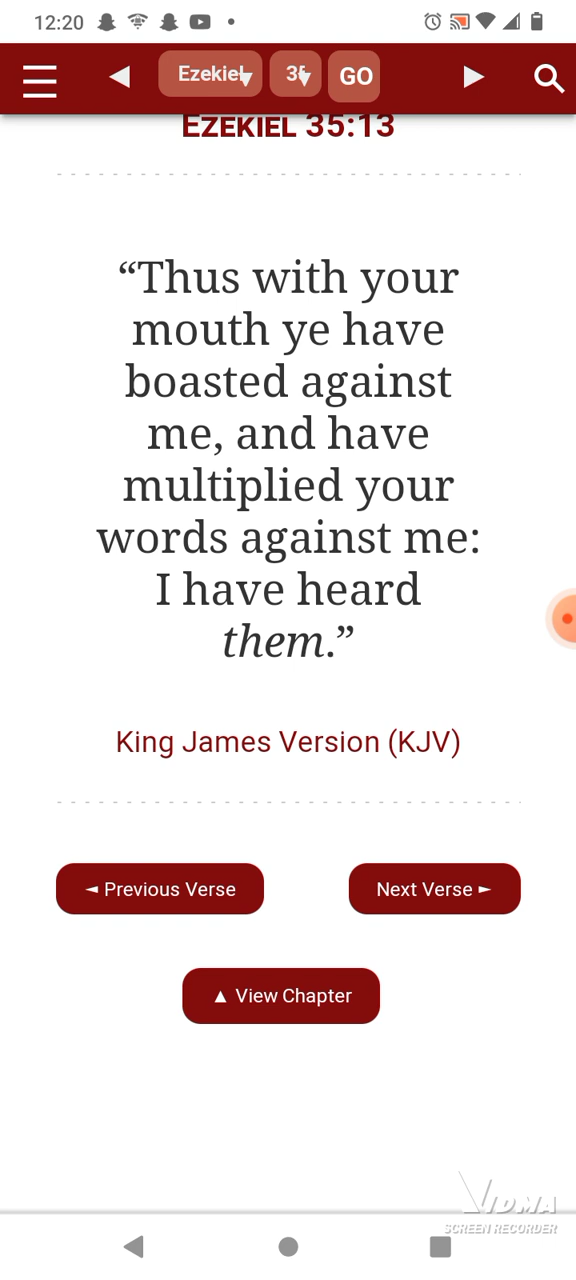 12:20
Ezekiel 35 GO
EZEKIEL 35:13
“Thus with your
mouth ye have
boasted against
me, and have
multiplied your
words against me:
I have heard
them.”
King James Version (KJV)
◄ Previous Verse
Next Verse ►
▲ View Chapter
VIDMA
SCREEN RECORDER